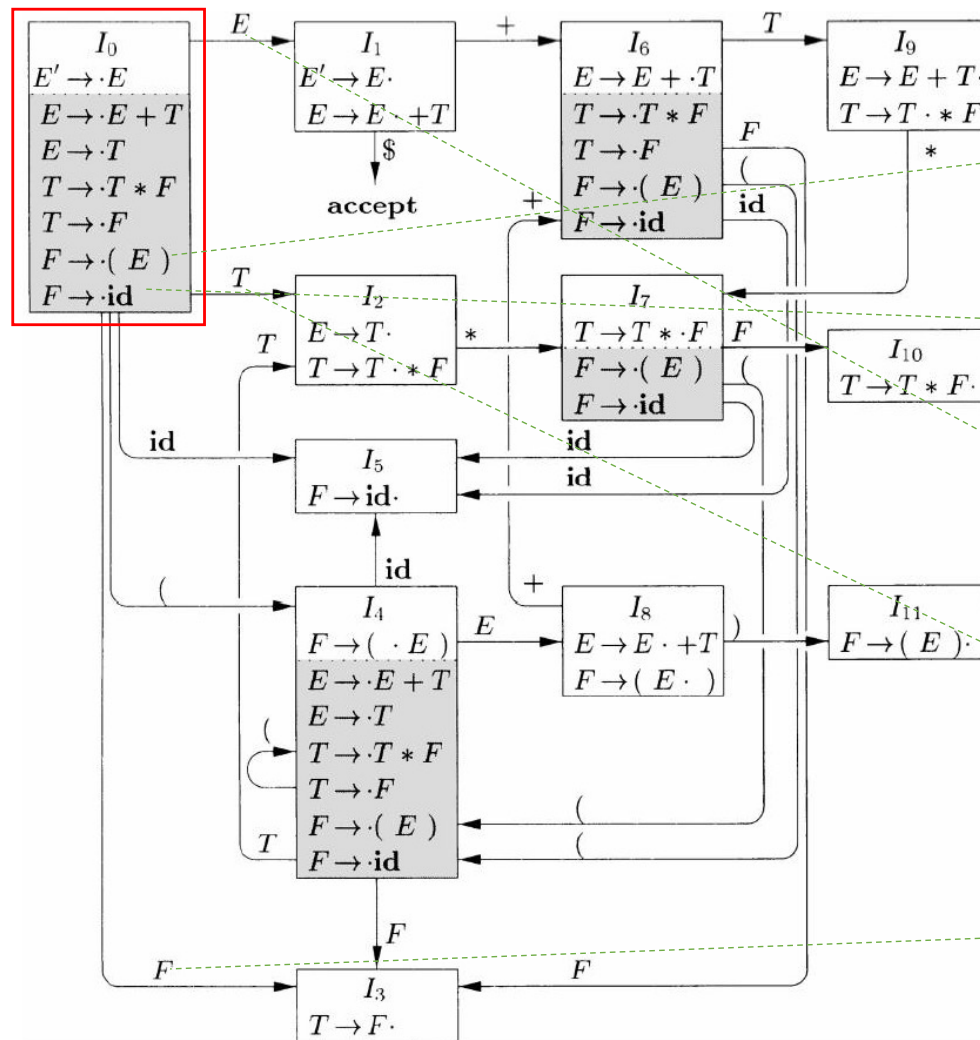 I₀
E' → ·E
E → ·E + T
E → ·T
T → ·T * F
T → ·F
F → ·( E )
F → ·id
E
I₁
E' → E·
E → E · +T
$
accept
+
I₆
E → E + ·T
T → ·T * F
T → ·F
F → ·( E )
F → ·id
T
I₉
E → E + T·
T → T · * F
*
F
(
id
+
T
I₂
E → T·
T → T · * F
*
I₇
T → T * ·F
F → ·( E )
F → ·id
F
(
I₁₀
T → T * F·
T
id
I₅
F → id·
id
id
id
(
I₄
F → ( · E )
E → ·E + T
E → ·T
T → ·T * F
T → ·F
F → ·( E )
F → ·id
E
+
I₈
E → E · +T
F → ( E · )
)
I₁₁
F → ( E ) ·
(
T
(
(
F
F
I₃
T → F·
F